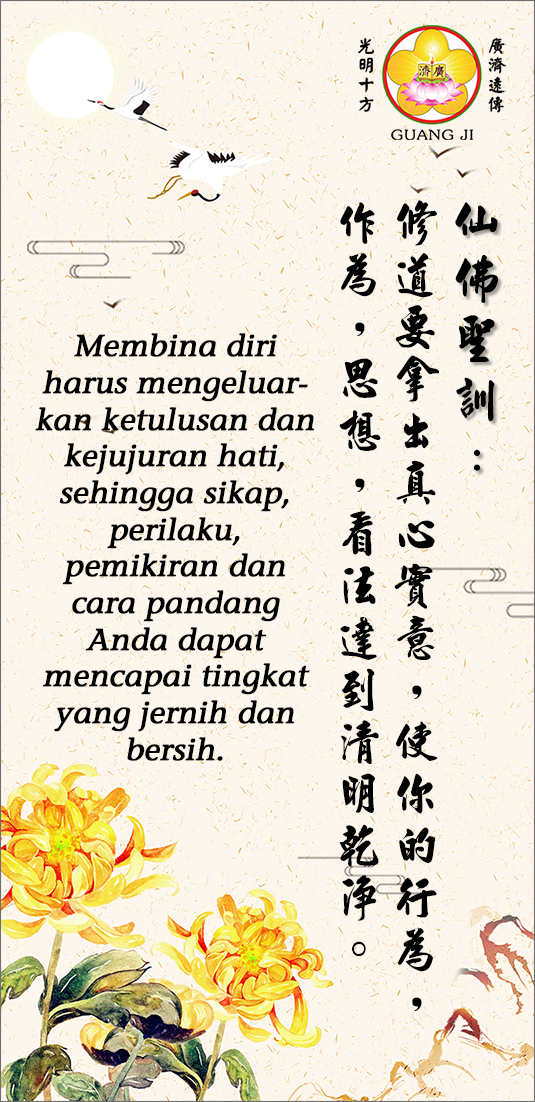 光明十方
廣濟
廣濟遠傳
GUANG JI
仙佛聖訓：
修道要拿出真心實意，使你的行為，
作為，思想，看法達到清明乾淨。
Membina diri
harus mengeluar-
kan ketulusan dan
kejujuran hati,
sehingga sikap,
perilaku,
pemikiran dan
cara pandang
Anda dapat
mencapai tingkat
yang jernih dan
bersih.